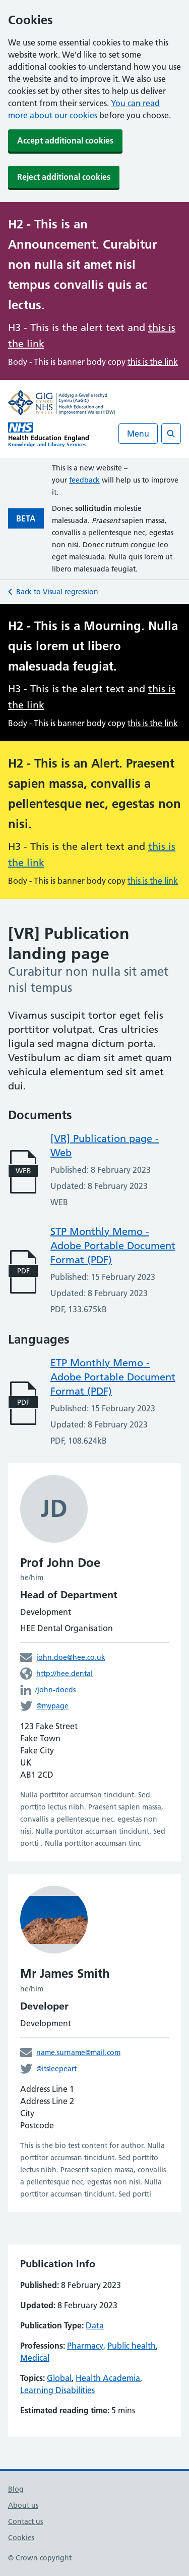 Cookies
We use some essential cookies to make this
website work. We'd like to set some
additional cookies to understand how you use
this website and to improve it. We also use
cookies set by other sites to help us deliver
content from their services. You can read
more about our cookies before you choose.
Accept additional cookies
Reject additional cookies
H2 - This is an
Announcement. Curabitur
non nulla sit amet nisl
tempus convallis quis ac
lectus.
H3 - This is the alert text and this is
the link
Body - This is banner body copy this is the link
GIG
CYMRU
NHS
WALES
Addysg a Gwella Iechyd
Cymru (AaGIC)
Health Education and
Improvement Wales (HEIW)
NHS
Health Education England
Knowledge and Library Services
Menu
This is a new website –
your feedback will help us to improve
it.
BETA
Donec sollicitudin molestie
malesuada. Praesent sapien massa,
convallis a pellentesque nec, egestas
non nisi. Donec rutrum congue leo
eget malesuada. Nulla quis lorem ut
libero malesuada feugiat.
Back to Visual regression
H2 - This is a Mourning. Nulla
quis lorem ut libero
malesuada feugiat.
H3 - This is the alert text and this is
the link
Body - This is banner body copy this is the link
H2 - This is an Alert. Praesent
sapien massa, convallis a
pellentesque nec, egestas non
nisi.
H3 - This is the alert text and this is
the link
Body - This is banner body copy this is the link
[VR] Publication
landing page
Curabitur non nulla sit amet
nisl tempus
Vivamus suscipit tortor eget felis
porttitor volutpat. Cras ultricies
ligula sed magna dictum porta.
Vestibulum ac diam sit amet quam
vehicula elementum sed sit amet
dui.
Documents
WEB
[VR] Publication page -
Web
Published: 8 February 2023
Updated: 8 February 2023
WEB
PDF
STP Monthly Memo -
Adobe Portable Document
Format (PDF)
Published: 15 February 2023
Updated: 8 February 2023
PDF, 133.675kB
Languages
PDF
ETP Monthly Memo -
Adobe Portable Document
Format (PDF)
Published: 15 February 2023
Updated: 8 February 2023
PDF, 108.624kB
JD
Prof John Doe
he/him
Head of Department
Development
HEE Dental Organisation
john.doe@hee.co.uk
http://hee.dental
/john-doeds
@mypage
123 Fake Street
Fake Town
Fake City
UK
AB1 2CD
Nulla porttitor accumsan tincidunt. Sed
porttito lectus nibh. Praesent sapien massa,
convallis a pellentesque nec, egestas non
nisi. Nulla porttitor accumsan tincidunt. Sed
portti . Nulla porttitor accumsan tinc
Mr James Smith
he/him
Developer
Development
name.surname@mail.com
@itsleepeart
Address Line 1
Address Line 2
City
Postcode
This is the bio test content for author. Nulla
porttitor accumsan tincidunt. Sed porttito
lectus nibh. Praesent sapien massa, convallis
a pellentesque nec, egestas non nisi. Nulla
porttitor accumsan tincidunt. Sed portti
Publication Info
Published: 8 February 2023
Updated: 8 February 2023
Publication Type: Data
Professions: Pharmacy, Public health,
Medical
Topics: Global, Health Academia,
Learning Disabilities
Estimated reading time: 5 mins
Blog
About us
Contact us
Cookies
© Crown copyright